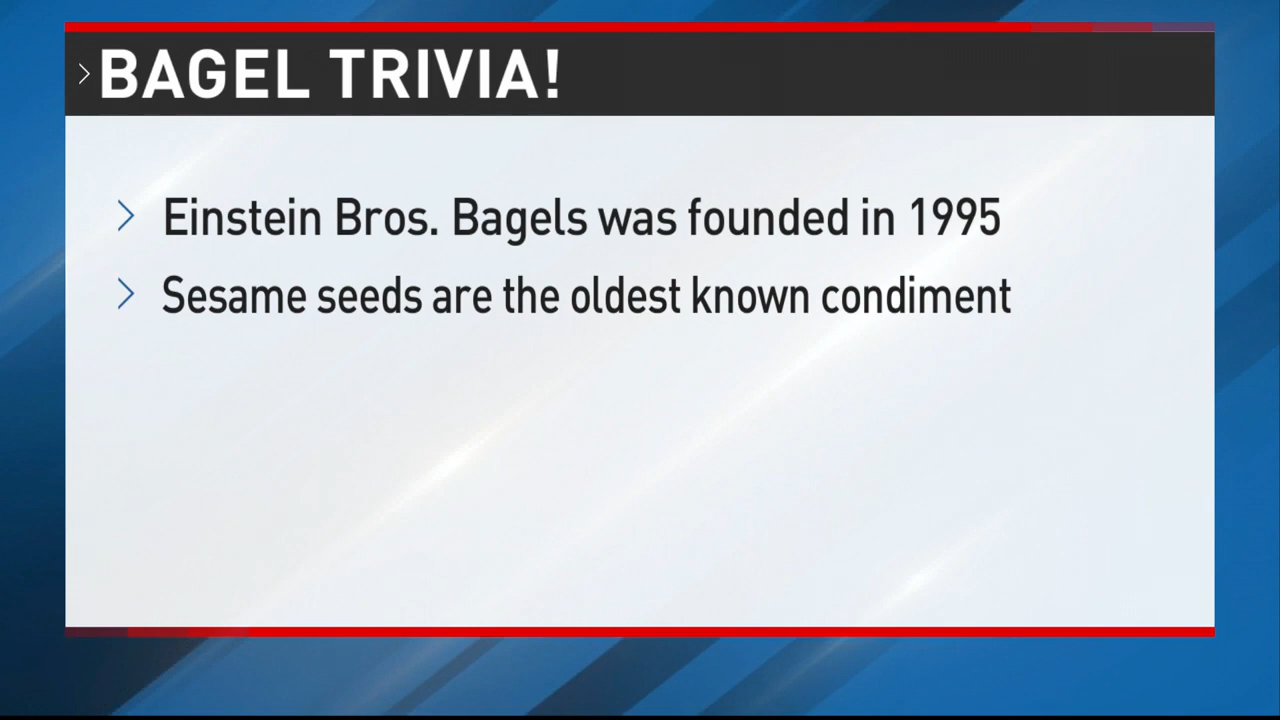 BAGEL TRIVIA!
Einstein Bros. Bagels was founded in 1995
Sesame seeds are the oldest known condiment